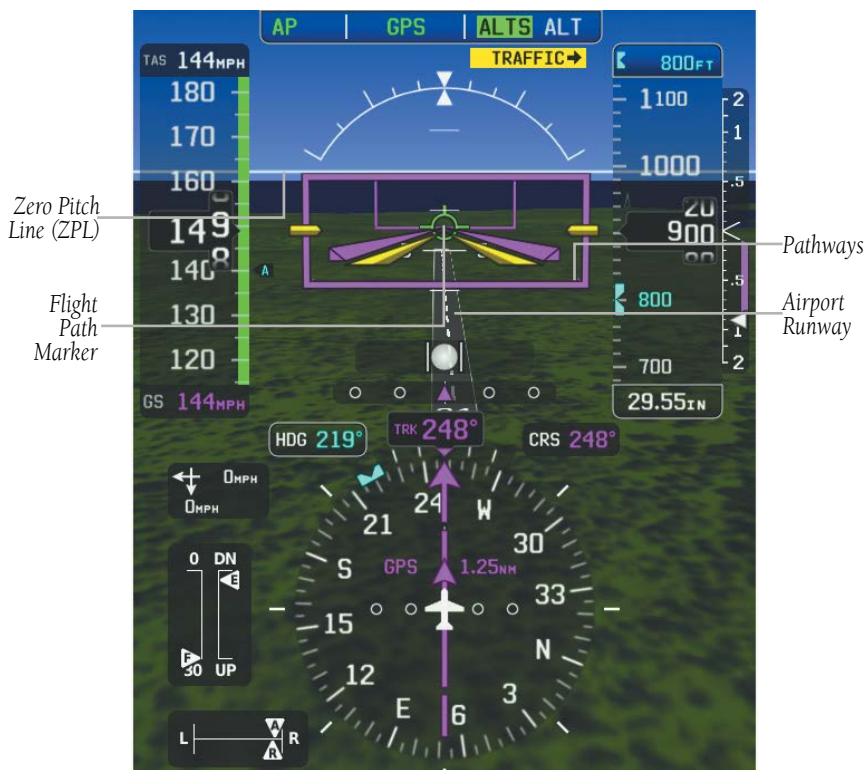 AP GPS ALTS ALT
TRAFFIC➔
TAS 144MPH
800FT
180
170
160
149
8
140
130
120
GS 144MPH
1100
1000
20
900
800
700
29.55IN
2
1
.5
.5
1
2
A
Zero Pitch
Line (ZPL)
Flight
Path
Marker
Pathways
Airport
Runway
HDG 219°
TRK 248°
CRS 248°
0MPH
0MPH
24
W
21
30
S
GPS
1.25NM
33
15
N
12
3
E
6
0 DN
E
F
30 UP
L
A
R
R